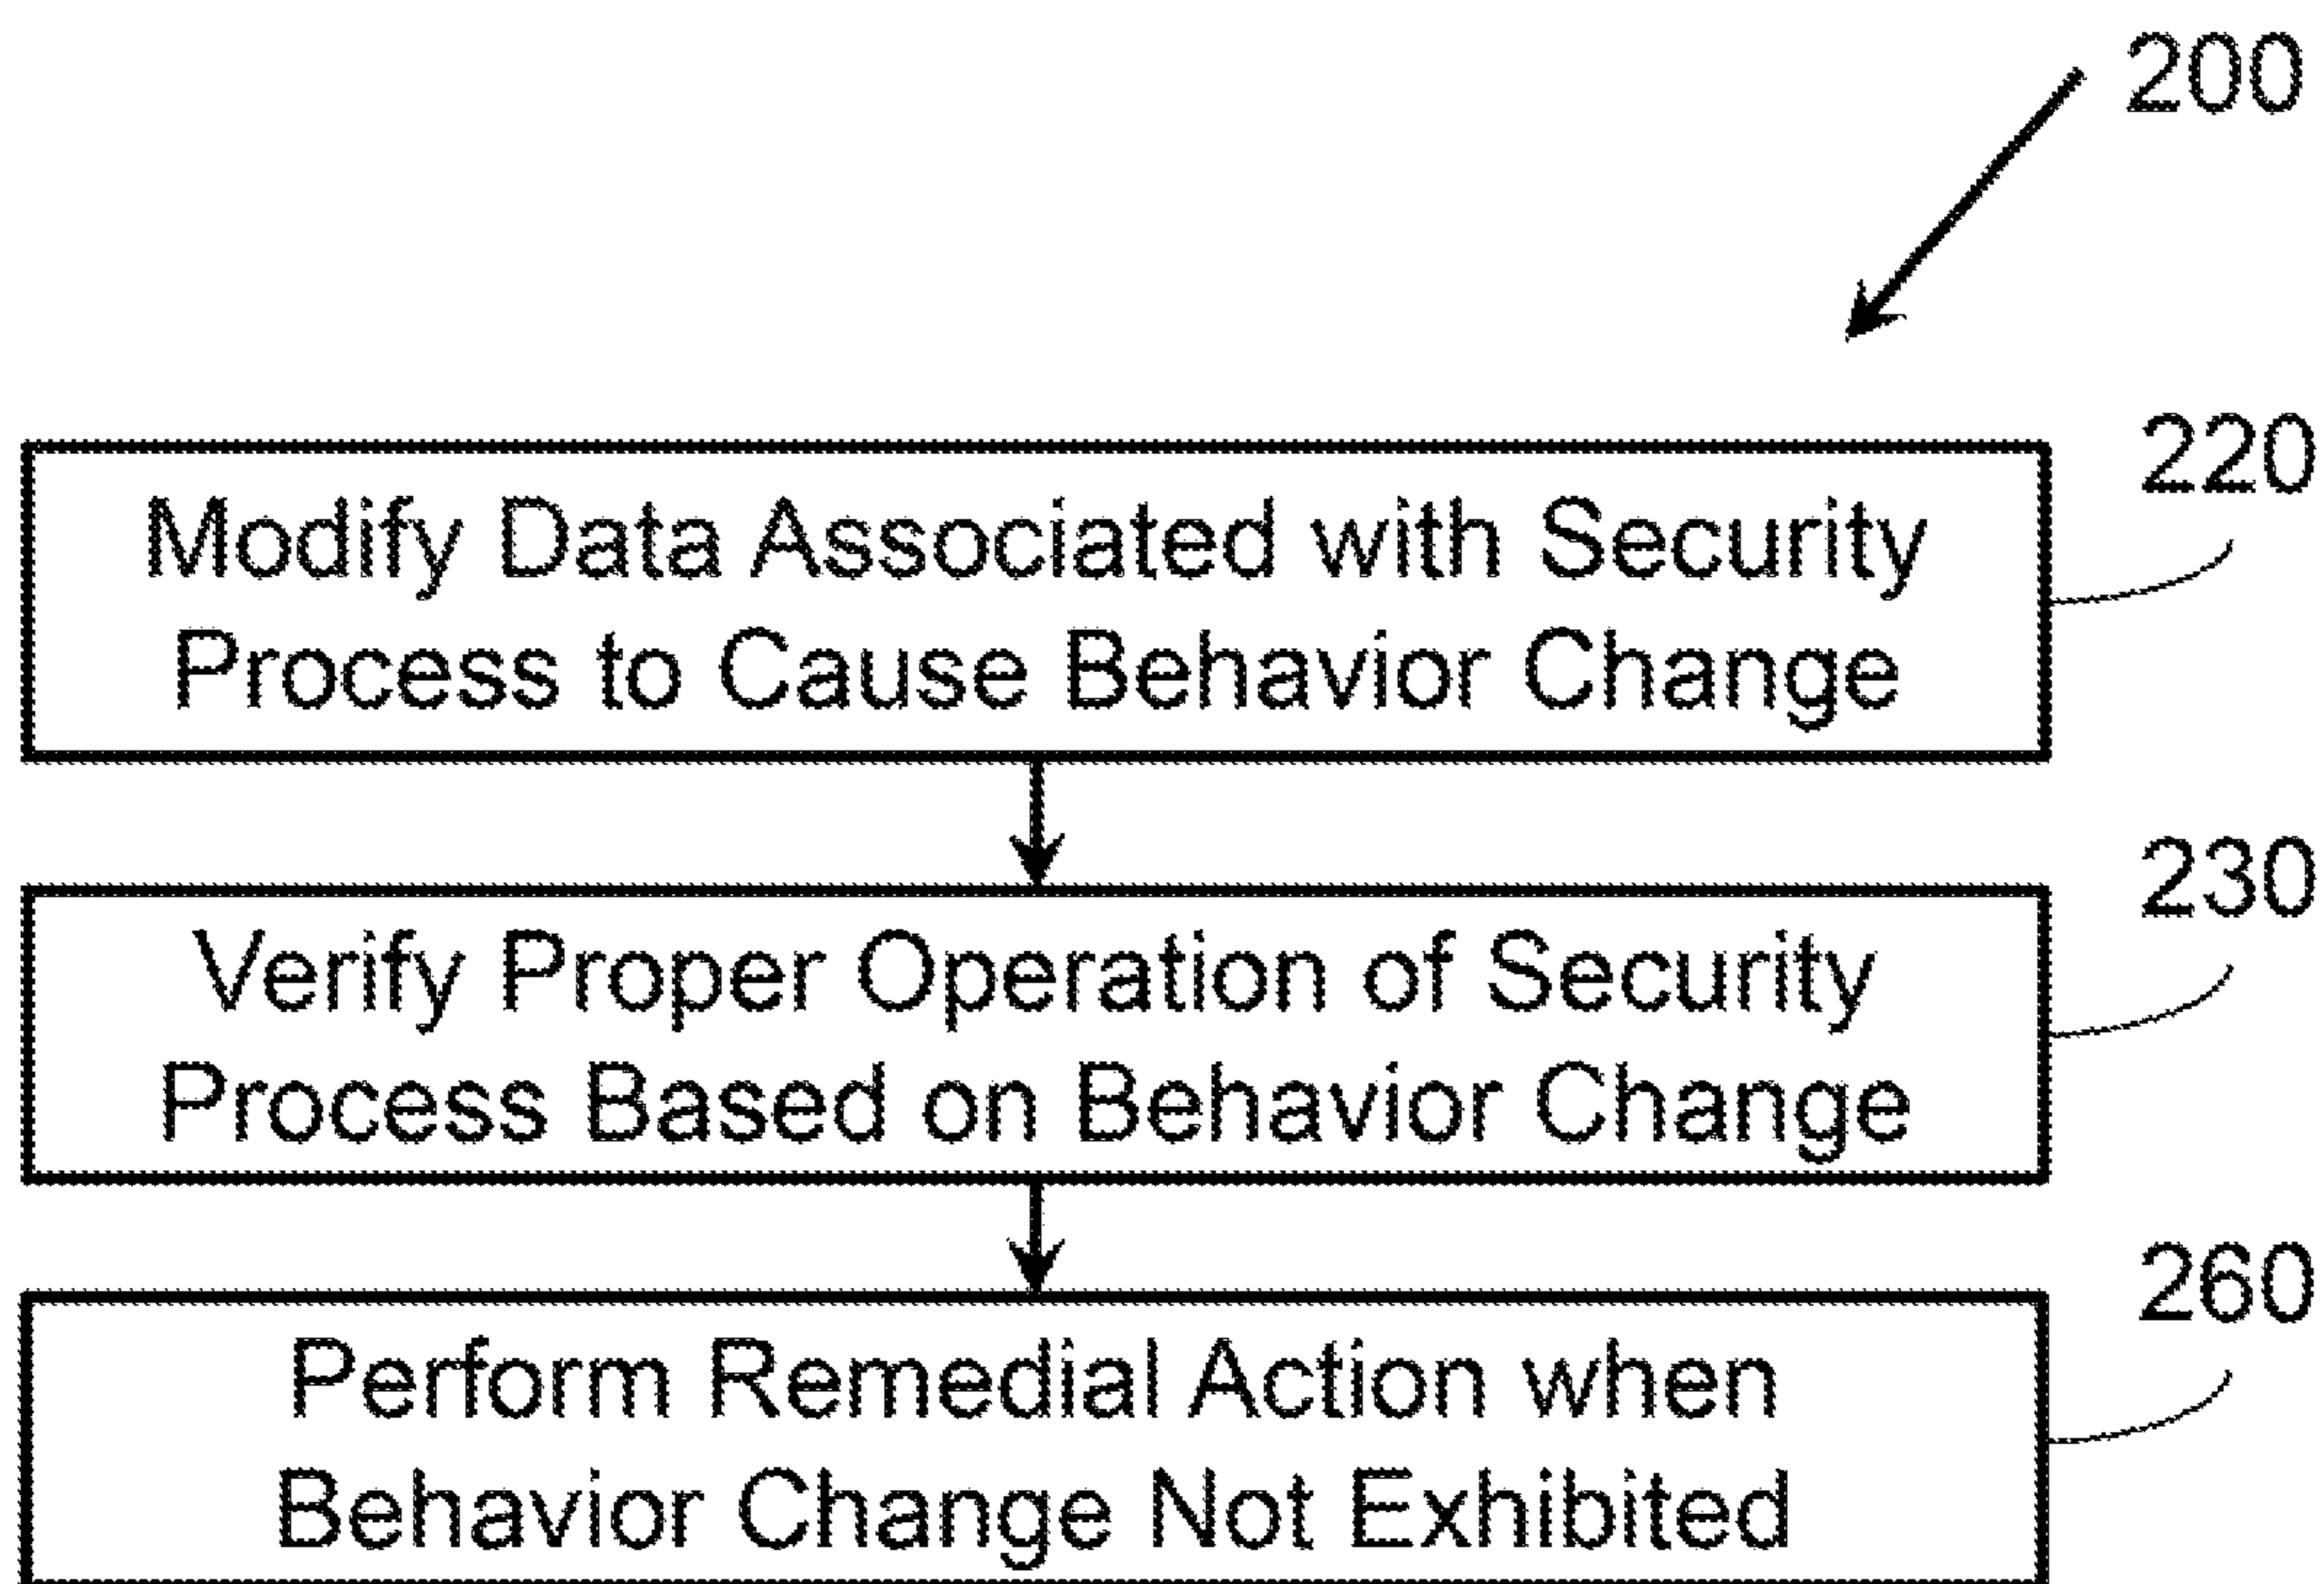 200
220
Modify Data Associated with Security
Process to Cause Behavior Change
230
Verify Proper Operation of Security
Process Based on Behavior Change
260
Perform Remedial Action when
Behavior Change Not Exhibited